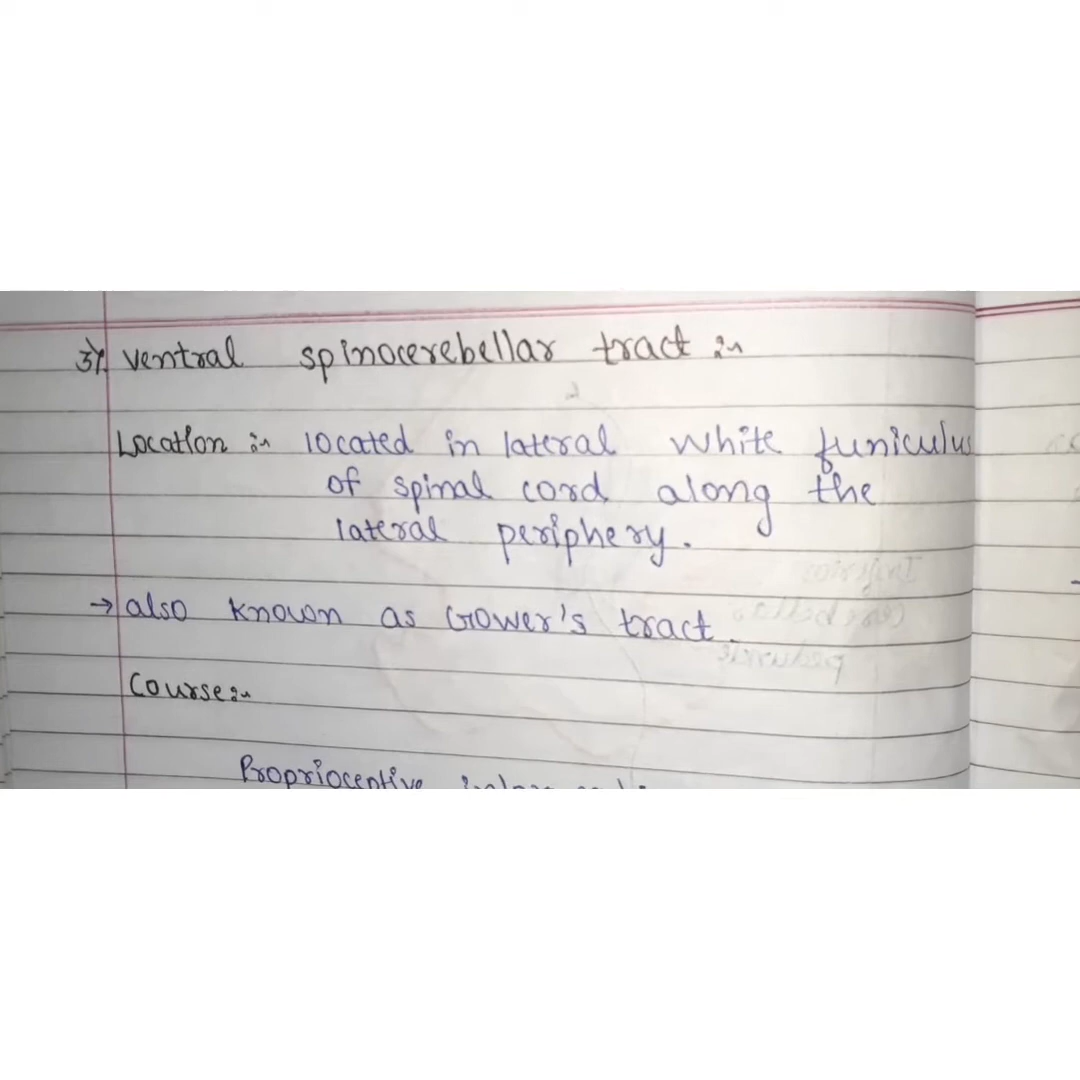 3) Ventral spinocerebellar tract :-
Location :- located in lateral white funiculus
of spinal cord along the
lateral periphery.
→ also known as Gower's tract.
Course :-
Proprioceptive